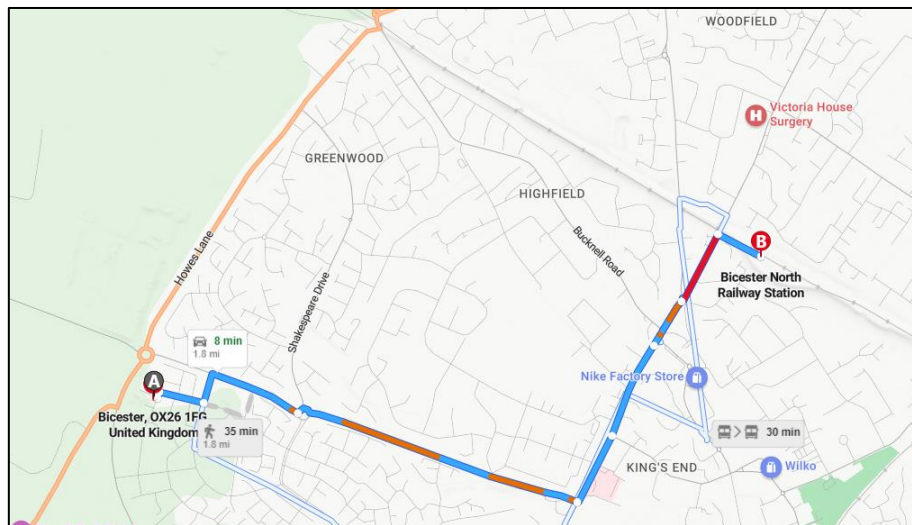 WOODFIELD
Victoria House
Surgery
GREENWOOD
HIGHFIELD
Howes Lane
Bucknell Road
B
Bicester North
Railway Station
Shakespeare Drive
8 min
1.8 mi
A
Nike Factory Store
Bicester, OX26 1FG,
United Kingdom
35 min
1.8 mi
> 30 min
KING'S END
Wilko
H